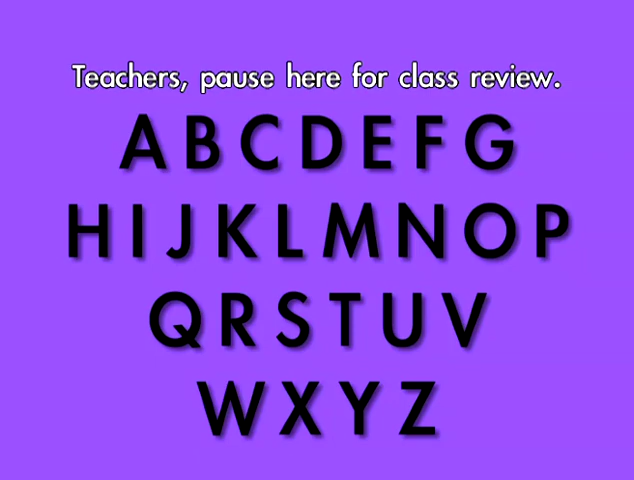 Teachers, pause here for class review.
A B C D E F G
H I J K L M N O P
Q R S T U V
W X Y Z